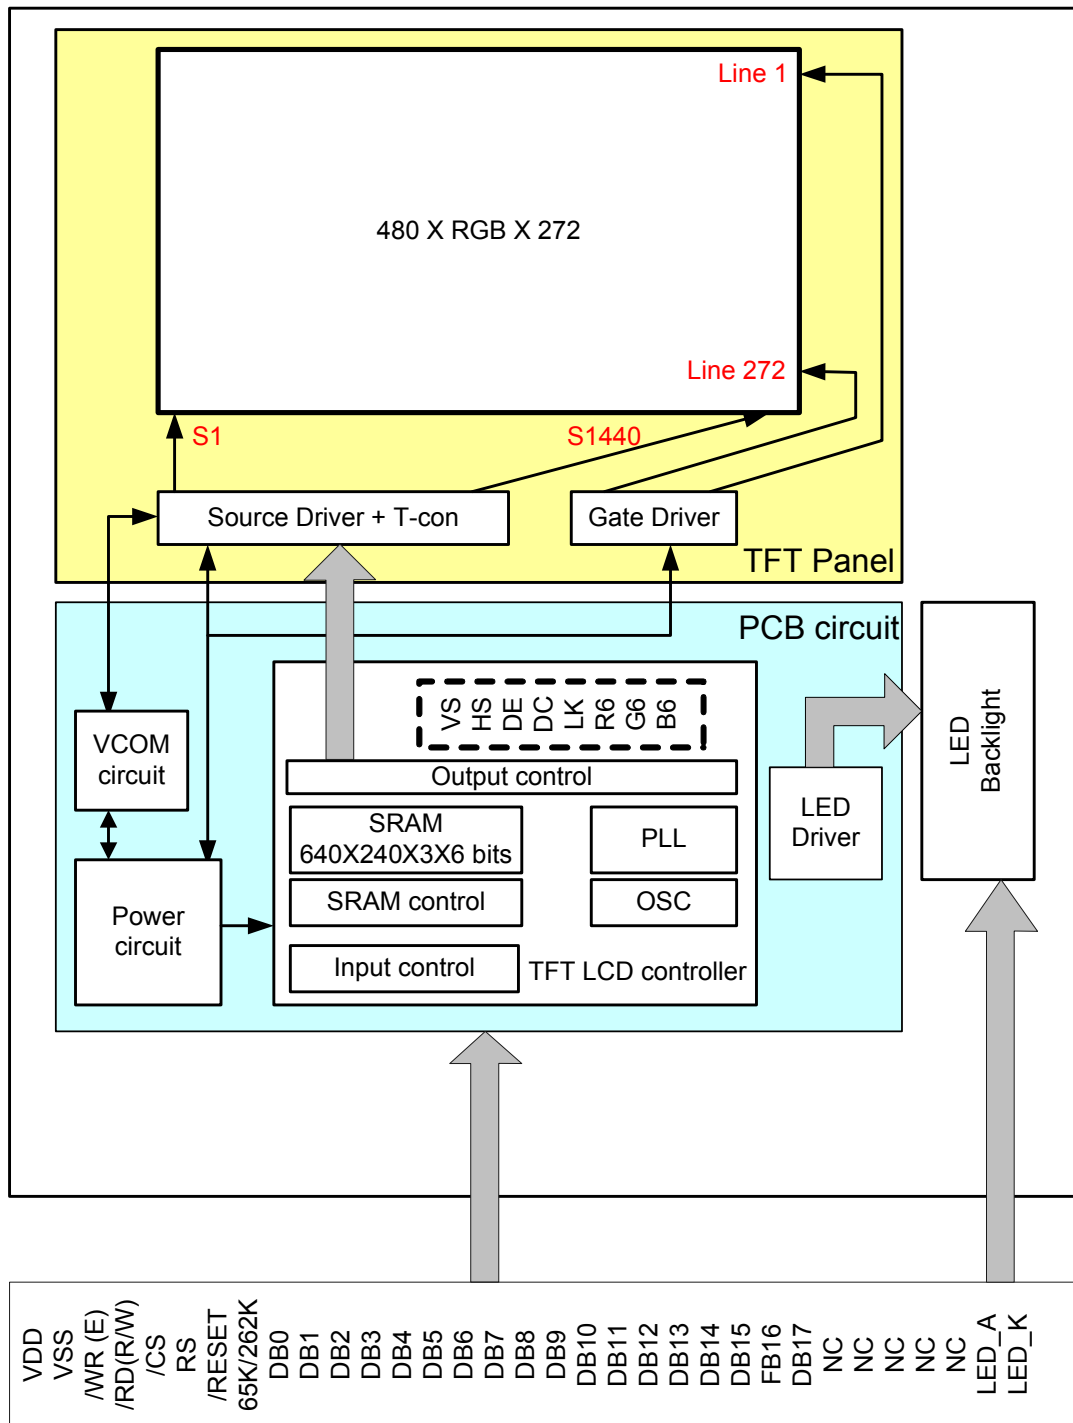 Line 1
480 X RGB X 272
Line 272
S1
S1440
Source Driver + T-con
Gate Driver
TFT Panel
PCB circuit
VS
HS
DE
DC
LK
R6
G6
B6
VCOM
circuit
Output control
LED
Backlight
LED
Driver
SRAM
640X240X3X6 bits
PLL
SRAM control
OSC
Power
circuit
Input control
TFT LCD controller
VDD
VSS
/WR (E)
/RD(R/W)
/CS
RS
/RESET
65K/262K
DB0
DB1
DB2
DB3
DB4
DB5
DB6
DB7
DB8
DB9
DB10
DB11
DB12
DB13
DB14
DB15
FB16
DB17
NC
NC
NC
NC
NC
LED_A
LED_K